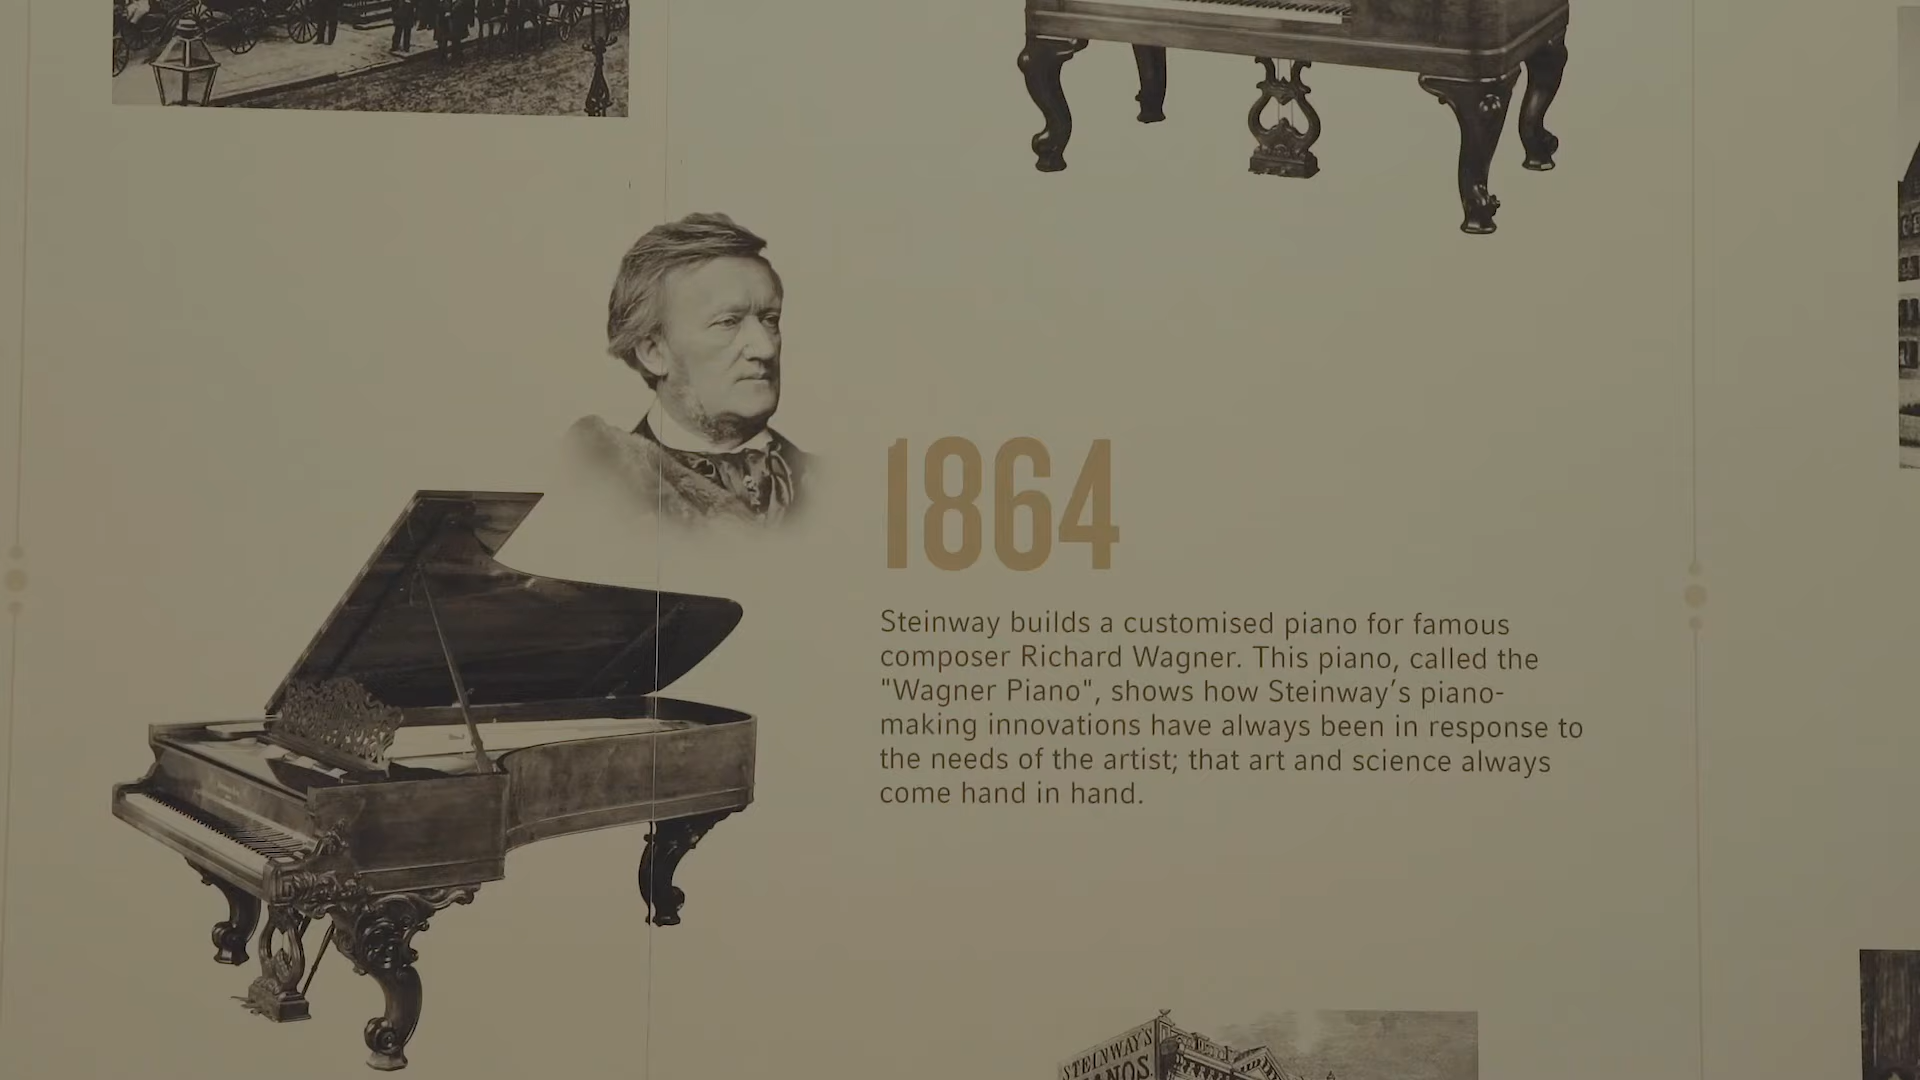 1864
Steinway builds a customised piano for famous
composer Richard Wagner. This piano, called the
"Wagner Piano", shows how Steinway’s piano-
making innovations have always been in response to
the needs of the artist; that art and science always
come hand in hand.
STEINWAY'S